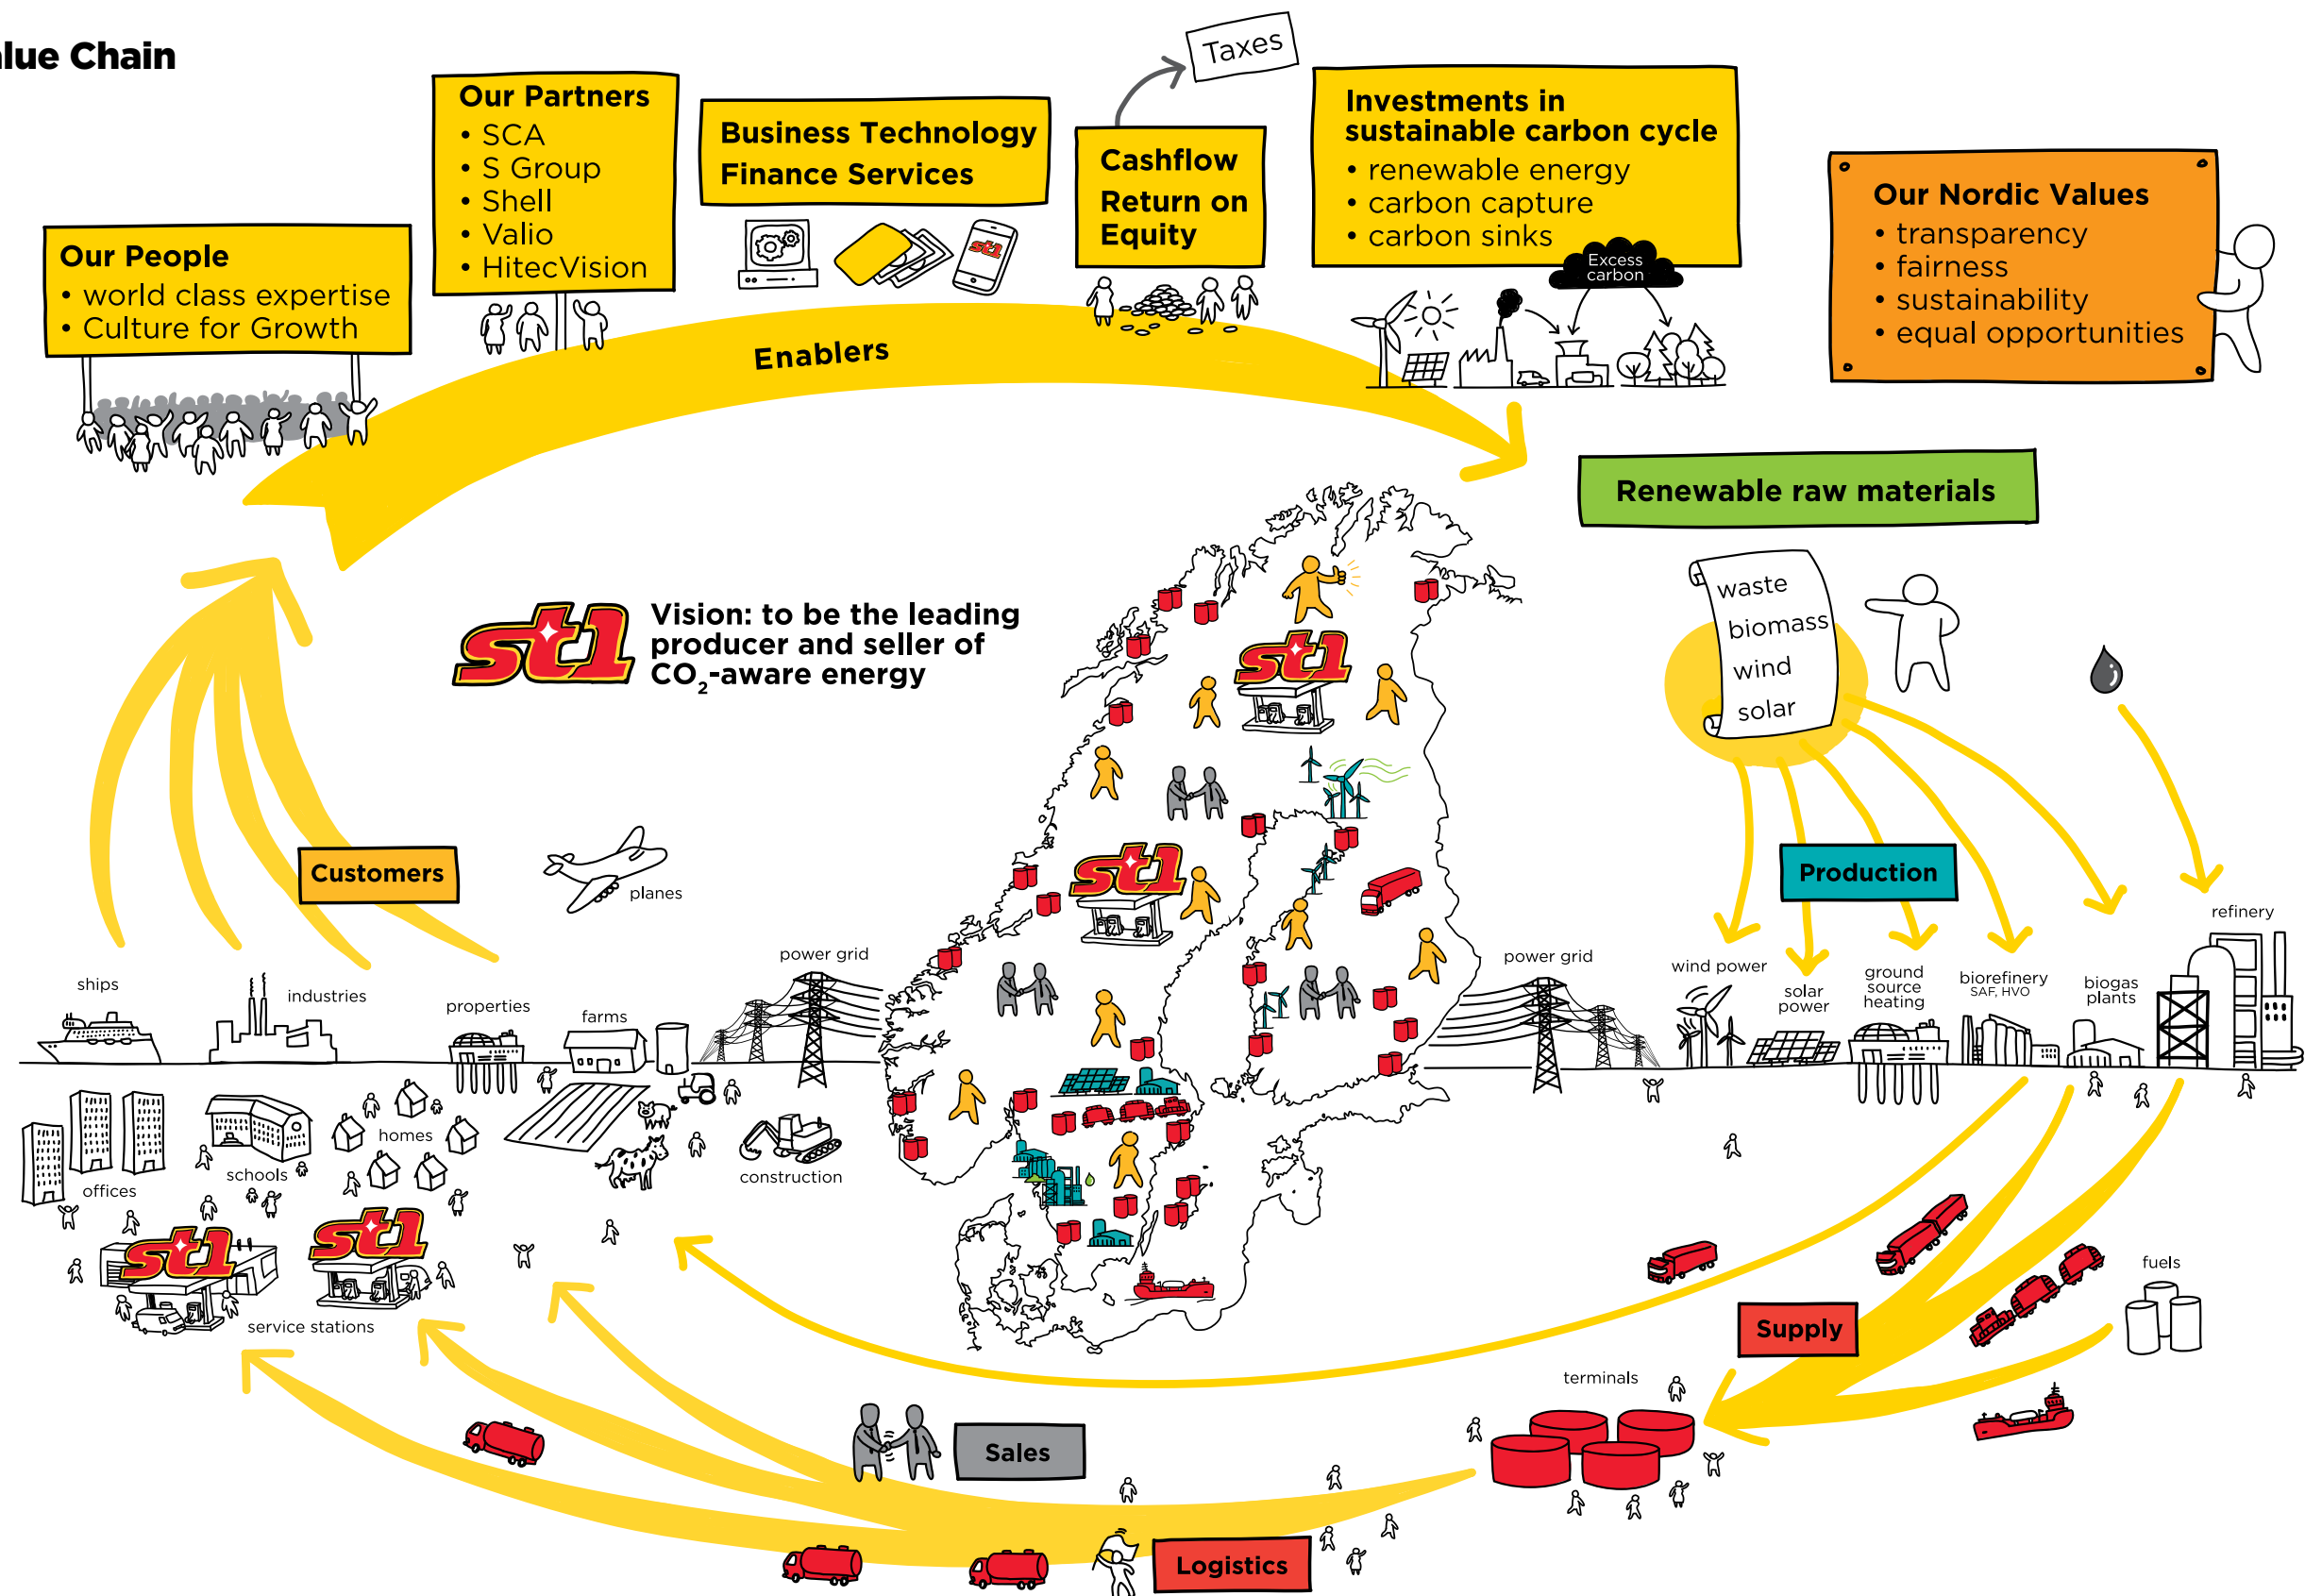 lue Chain
Taxes
Our Partners
• SCA
• S Group
• Shell
• Valio
• HitecVision
Business Technology
Finance Services
st1
Cashflow
Return on
Equity
Investments in
sustainable carbon cycle
• renewable energy
• carbon capture
• carbon sinks
Excess
carbon
Our Nordic Values
• transparency
• fairness
• sustainability
• equal opportunities
Our People
• world class expertise
• Culture for Growth
Enablers
Renewable raw materials
waste
biomass
wind
solar
st1
Vision: to be the leading
producer and seller of
CO₂-aware energy
st1
st1
Customers
planes
Production
ships
industries
properties
farms
power grid
power grid
wind power
solar
power
ground
source
heating
biorefinery
SAF, HVO
biogas
plants
refinery
offices
schools
homes
construction
st1
st1
service stations
fuels
Supply
terminals
Sales
Logistics